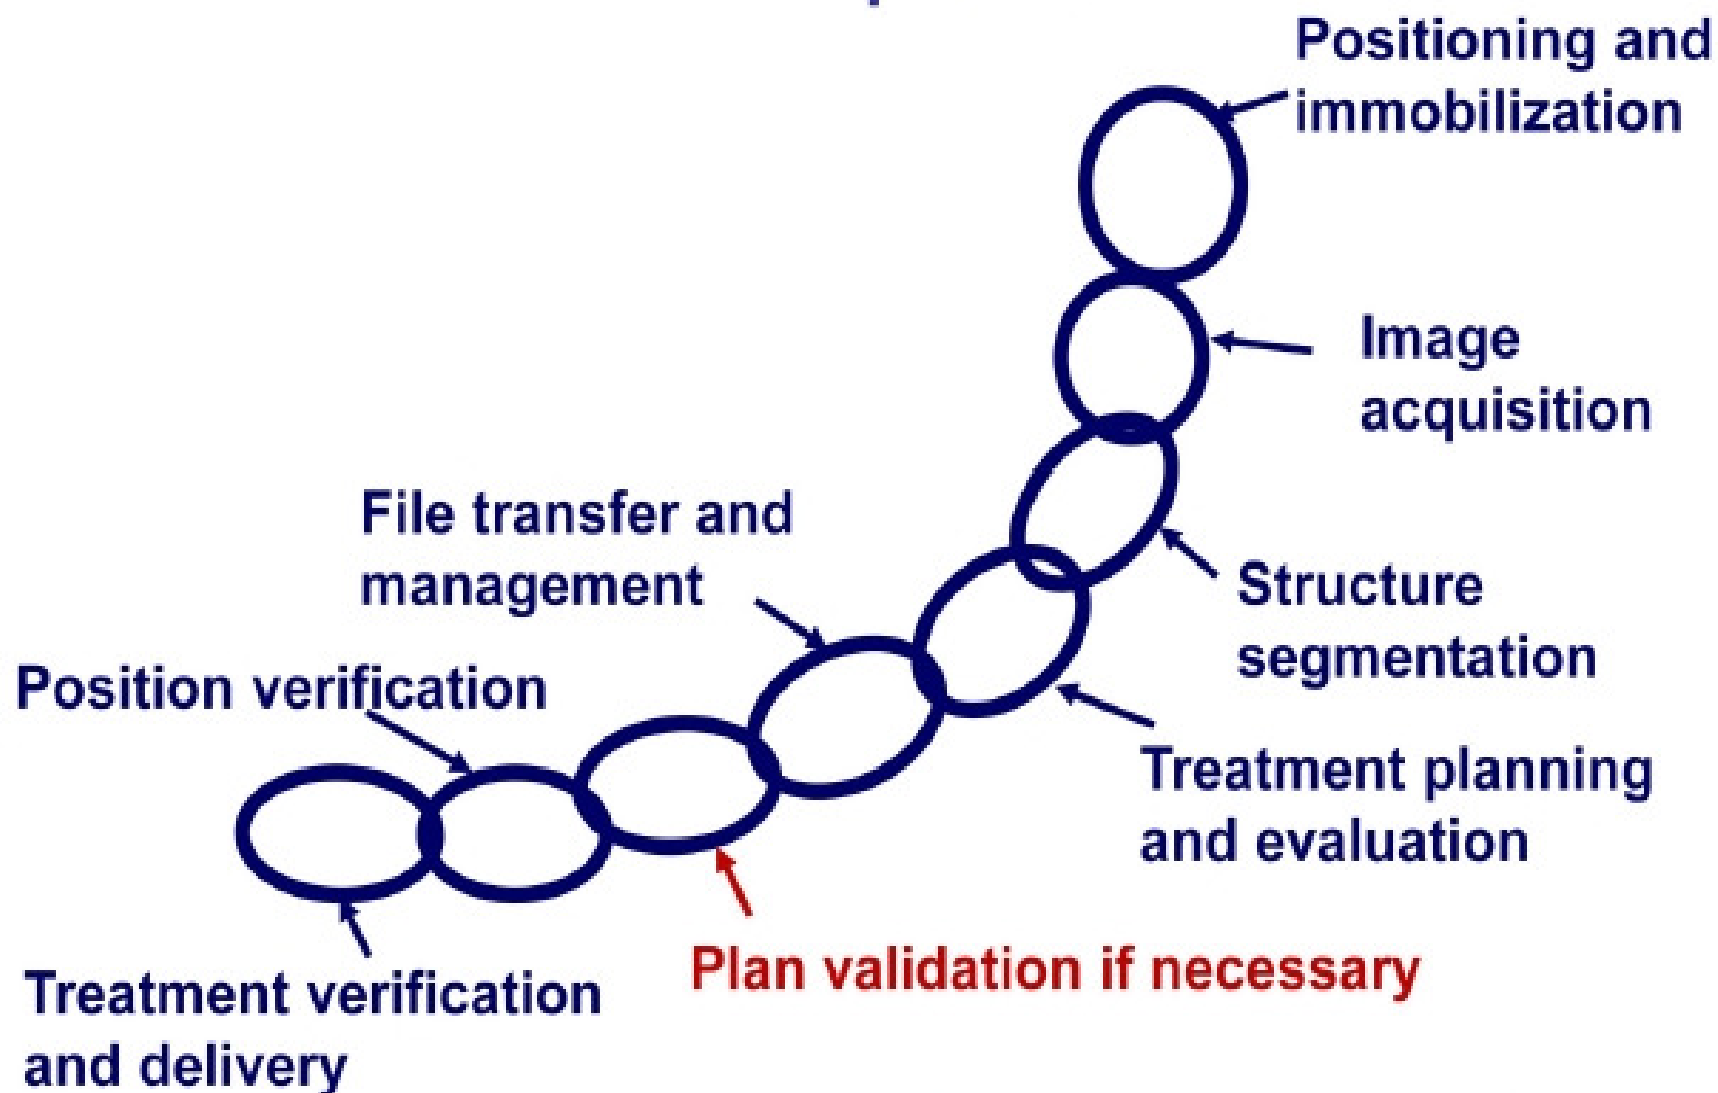 Positioning and
immobilization
Image
acquisition
File transfer and
management
Structure
segmentation
Position verification
Treatment planning
and evaluation
Plan validation if necessary
Treatment verification
and delivery